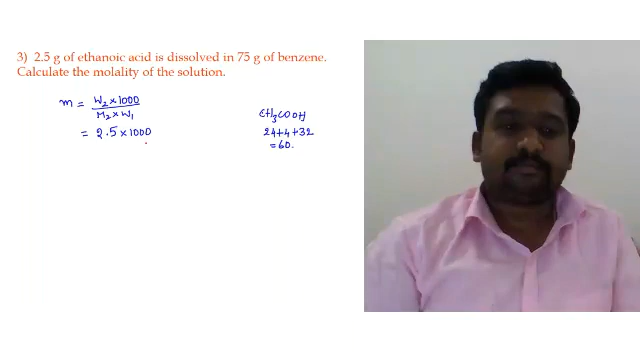 3) 2.5 g of ethanoic acid is dissolved in 75 g of benzene.
Calculate the molality of the solution.
m = W₂ × 1000
M₂ × W₁
= 2.5 × 1000
CH₃COOH
24+4+32
= 60.